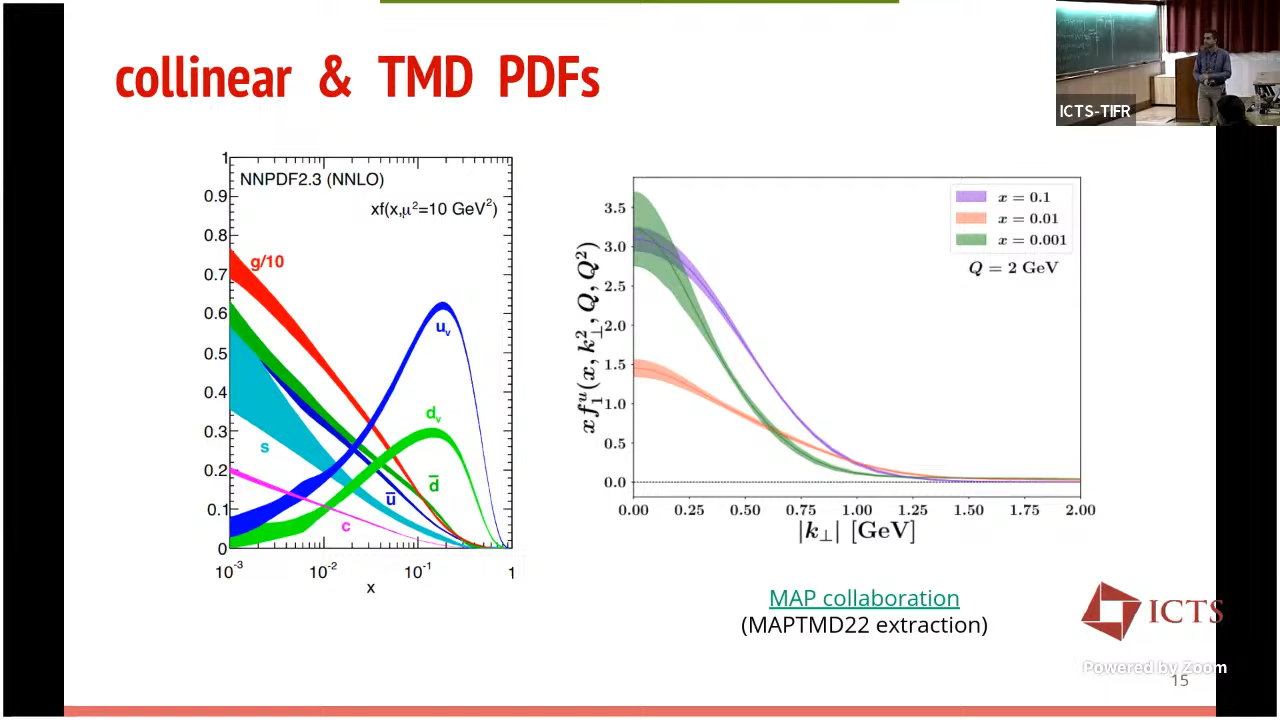 collinear & TMD PDFs
ICTS-TIFR
NNPDF2.3 (NNLO)
xf(x,μ²=10 GeV²)
g/10
u_v
d_v
s
ū
d̄
c
1
0.9
0.8
0.7
0.6
0.5
0.4
0.3
0.2
0.1
0
10⁻³ 10⁻² 10⁻¹ 1
x
x = 0.1
x = 0.01
x = 0.001
Q = 2 GeV
3.5
3.0
2.5
2.0
1.5
1.0
0.5
0.0
x f₁ᵘ(x, k²_⊥, Q, Q²)
0.00 0.25 0.50 0.75 1.00 1.25 1.50 1.75 2.00
|k_⊥| [GeV]
MAP collaboration
(MAPTMD22 extraction)
ICTS
Powered by Zoom
15